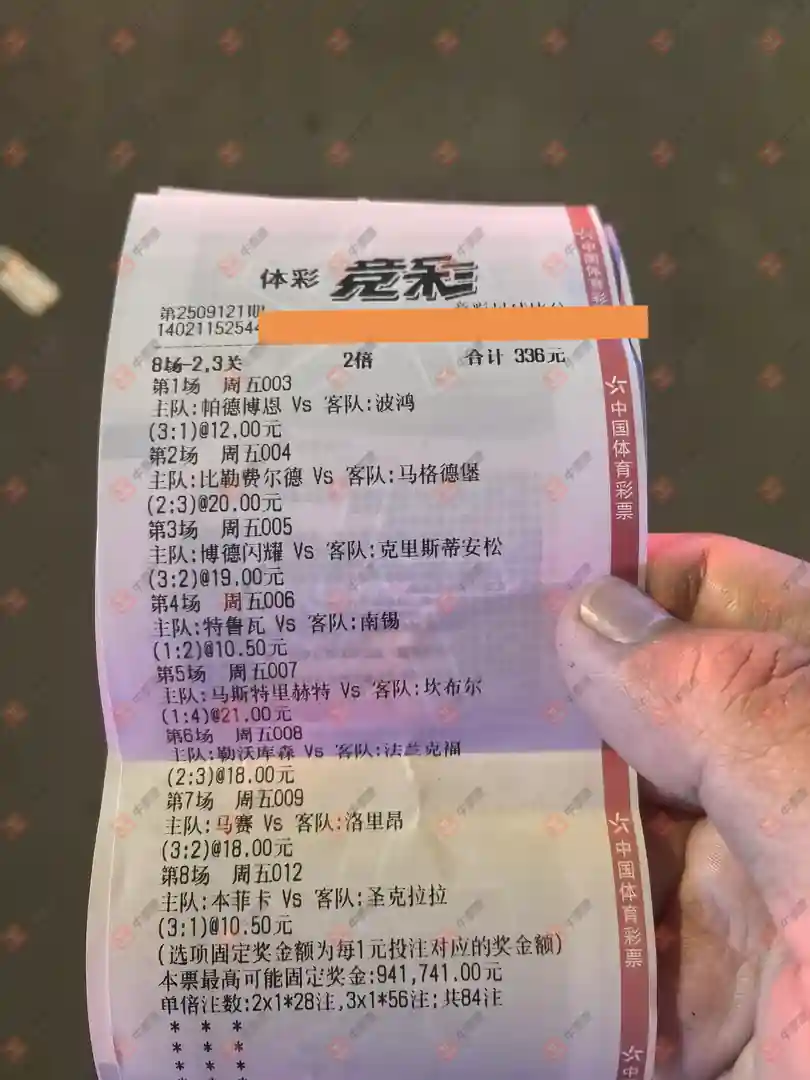 体彩 竞彩
第2509121期
14021152544
8场-2,3关 2倍 合计 336元
第1场 周五003
主队:帕德博恩 Vs 客队:波鸿
(3:1)@12.00元
第2场 周五004
主队:比勒费尔德 Vs 客队:马格德堡
(2:3)@20.00元
第3场 周五005
主队:博德闪耀 Vs 客队:克里斯蒂安松
(3:2)@19.00元
第4场 周五006
主队:特鲁瓦 Vs 客队:南锡
(1:2)@10.50元
第5场 周五007
主队:马斯特里赫特 Vs 客队:坎布尔
(1:4)@21.00元
第6场 周五008
主队:勒沃库森 Vs 客队:法兰克福
(2:3)@18.00元
第7场 周五009
主队:马赛 Vs 客队:洛里昂
(3:2)@18.00元
第8场 周五012
主队:本菲卡 Vs 客队:圣克拉拉
(3:1)@10.50元
(选项固定奖金额为每1元投注对应的奖金额)
本票最高可能固定奖金:941,741.00元
单倍注数:2x1*28注,3x1*56注;共84注
* * *
* * *
* * *
* * *
中国体育彩
中国体育彩票
中国体育彩票
中